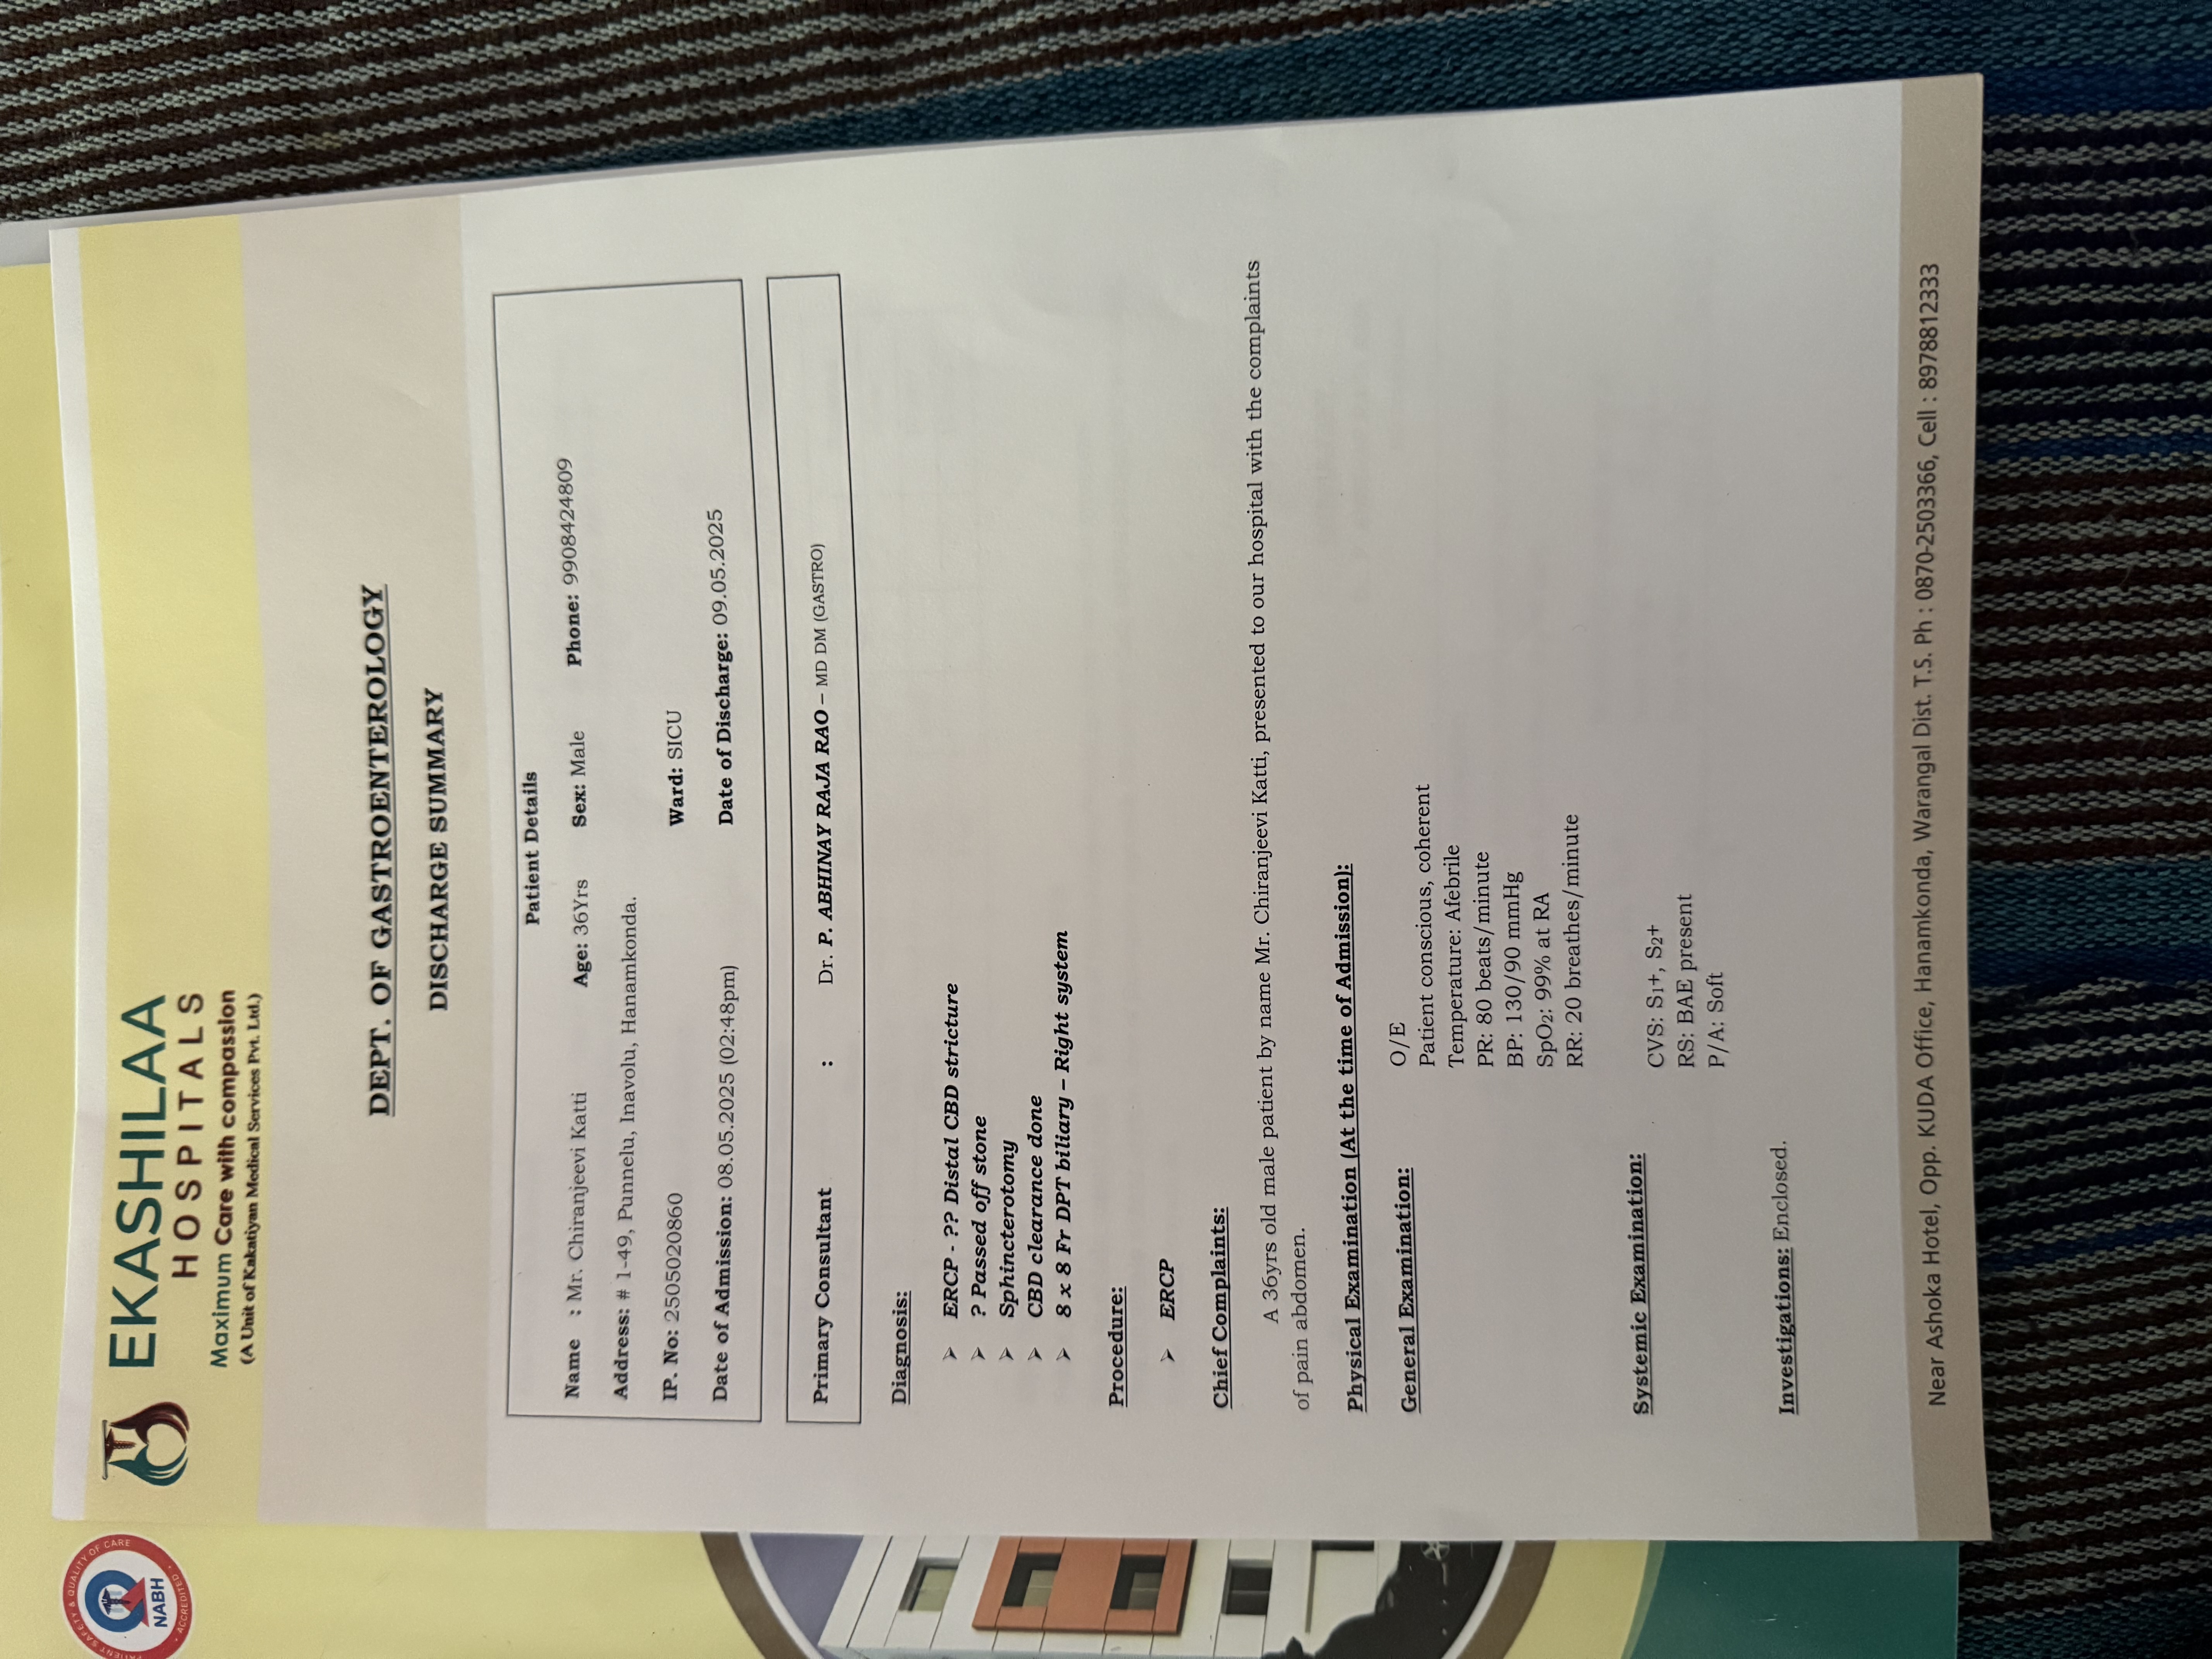 PATIENT SAFETY & QUALITY OF CARE
NABH
ACCREDITED
EKASHILAA
HOSPITALS
Maximum Care with compassion
(A Unit of Kakatiyan Medical Services Pvt. Ltd.)
DEPT. OF GASTROENTEROLOGY
DISCHARGE SUMMARY
Patient Details
Name : Mr. Chiranjeevi Katti Age: 36Yrs Sex: Male Phone: 9908424809
Address: # 1-49, Punnelu, Inavolu, Hanamkonda.
IP. No: 2505020860 Ward: SICU
Date of Admission: 08.05.2025 (02:48pm) Date of Discharge: 09.05.2025
Primary Consultant : Dr. P. ABHINAY RAJA RAO – MD DM (GASTRO)
Diagnosis:
➢ ERCP - ?? Distal CBD stricture
➢ ? Passed off stone
➢ Sphincterotomy
➢ CBD clearance done
➢ 8 x 8 Fr DPT biliary – Right system
Procedure:
➢ ERCP
Chief Complaints:
A 36yrs old male patient by name Mr. Chiranjeevi Katti, presented to our hospital with the complaints
of pain abdomen.
Physical Examination (At the time of Admission):
General Examination: O/E
Patient conscious, coherent
Temperature: Afebrile
PR: 80 beats/minute
BP: 130/90 mmHg
SpO2: 99% at RA
RR: 20 breathes/minute
Systemic Examination:
CVS: S1+, S2+
RS: BAE present
P/A: Soft
Investigations: Enclosed.
Near Ashoka Hotel, Opp. KUDA Office, Hanamkonda, Warangal Dist. T.S. Ph : 0870-2503366, Cell : 8978812333